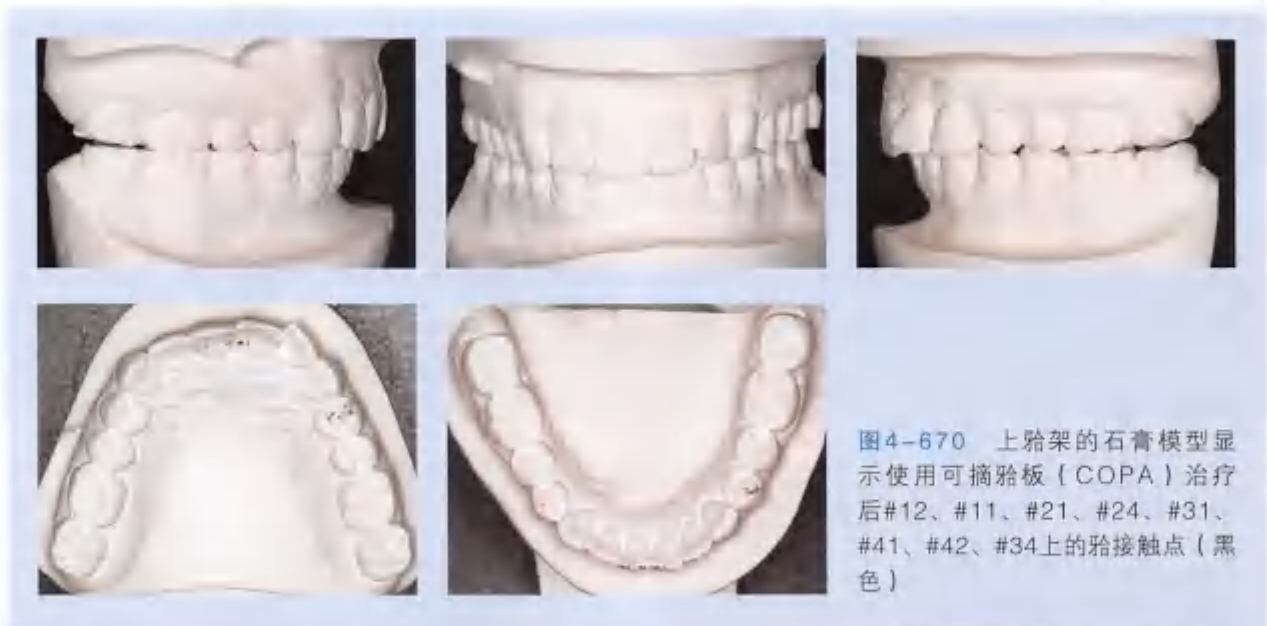 图4-670 上𬌗架的石膏模型显
示使用可摘𬌗板（COPA）治疗
后#12、#11、#21、#24、#31、
#41、#42、#34上的𬌗接触点（黑
色）